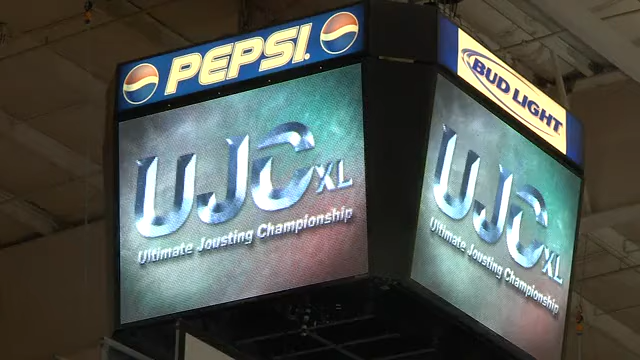 PEPSI
UJC XL
Ultimate Jousting Championship
BUD LIGHT
UJC XL
Ultimate Jousting Championship